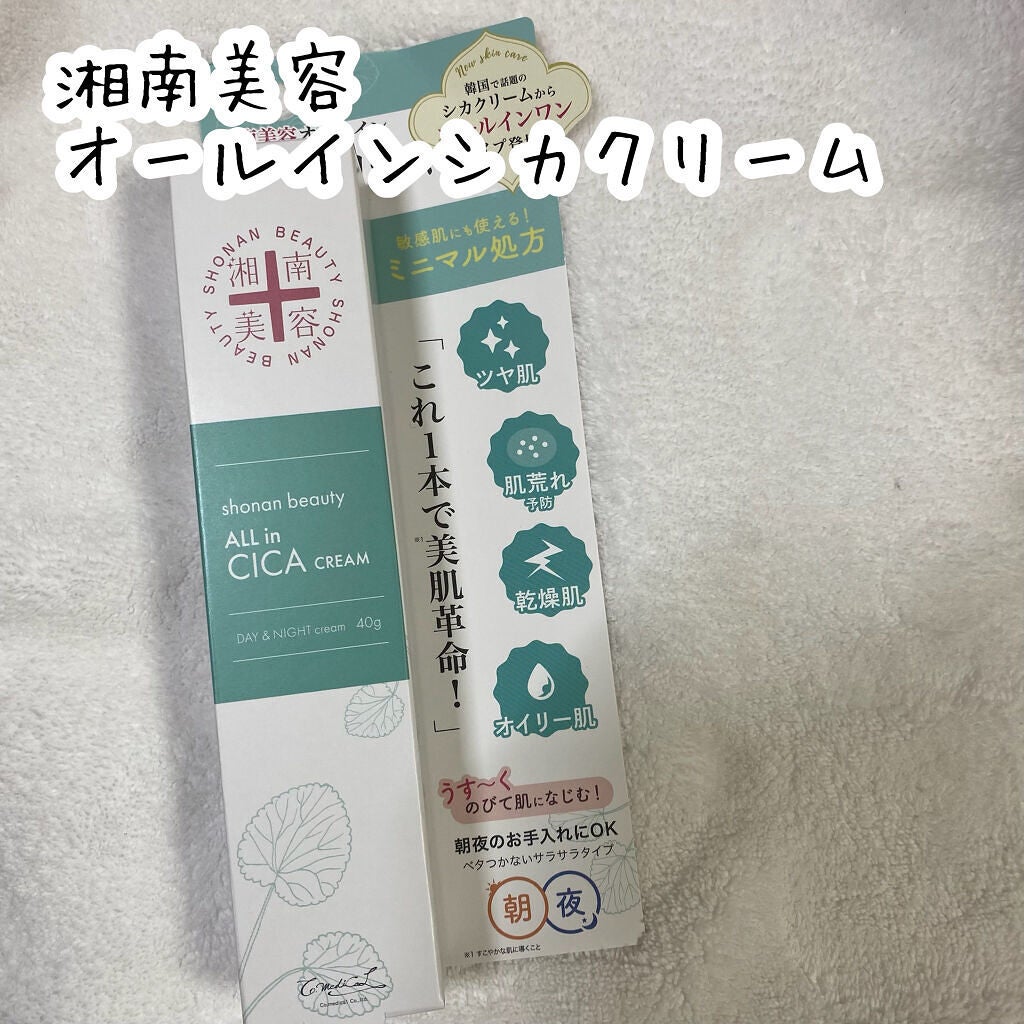 湘南美容
オールインシカクリーム
New skin care
韓国で話題の
シカクリームから
ルインワン
美容
SHONAN BEAUTY SHONAN BEAUTY
湘南
美容
shonan beauty
ALL in
CICA CREAM
DAY & NIGHT cream 40g
Co.medical Co.,Ltd.
敏感肌にも使える!
ミニマル処方
「これ1本で美肌革命!」
※1
ツヤ肌
肌荒れ
予防
乾燥肌
オイリー肌
うす〜く
のびて肌になじむ!
朝夜のお手入れにOK
ベタつかないサラサラタイプ
朝 夜
※1 すこやかな肌に導くこと